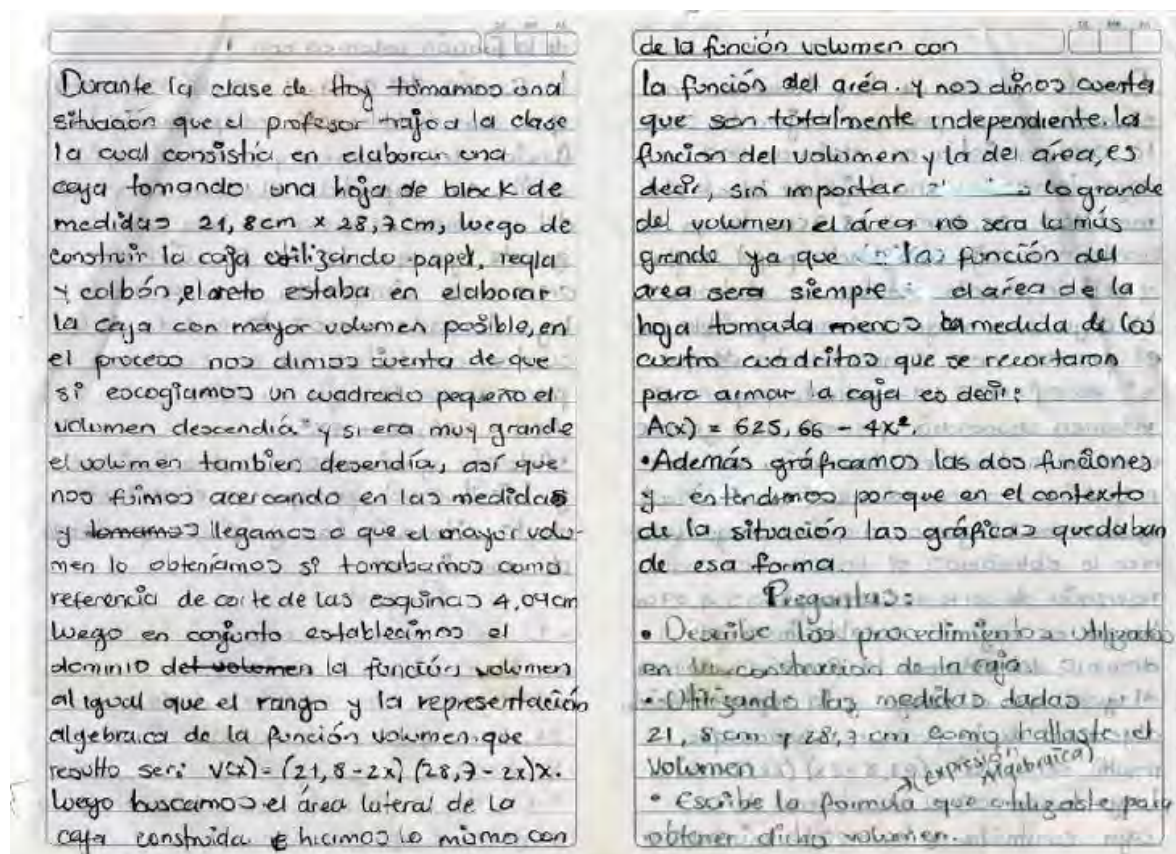 Durante la clase de Hoy tomamos una
situación que el profesor trajo a la clase
la cual consistía en elaboran una
caja tomando una hoja de block de
medidas 21,8cm x 28,7cm, luego de
construir la caja utilizando papel, regla
y colbón, el areto estaba en elaborar
la caja con mayor volumen posible, en
el proceso nos dimos cuenta de que
si escogiamos un cuadrado pequeño el
volumen descendía y si era muy grande
el volumen tambien desendía, así que
nos fuimos acercando en las medidas
y tomamos llegamos a que el mayor volu-
men lo obteníamos si tomabamos como
referencia de corte de las esquinas 4,09cm
luego en conjunto establecimos el
dominio del volumen la función volumen
al igual que el rango y la representación
algebraica de la función volumen que
resulto ser: V(x) = (21,8-2x) (28,7-2x)x.
luego buscamos el área lateral de la
caja construida e hicimos lo mismo con
de la función volumen con
la función del area. y nos dimos cuenta
que son totalmente independiente. la
función del volumen y la del área, es
decir, sin importar lo grande
del volumen el área no sera la más
grande ya que las función del
area sera siempre el area de la
hoja tomada menos la medida de los
cuatro cuadritos que se recortaron
para armar la caja es decir:
A(x) = 625,66 - 4x².
•Además gráficamos las dos funciones
y entendimos por que en el contexto
de la situación las gráficas quedaban
de esa forma.
Preguntas:
• Describe los procedimientos utilizados
en la construcción de la caja
• Utilizando las medidas dadas
21,8 cm y 28,7 cm como hallaste el
volumen
→(expresión Algebraica)
• Escribe la formula que utilizaste para
obtener dicho volumen.